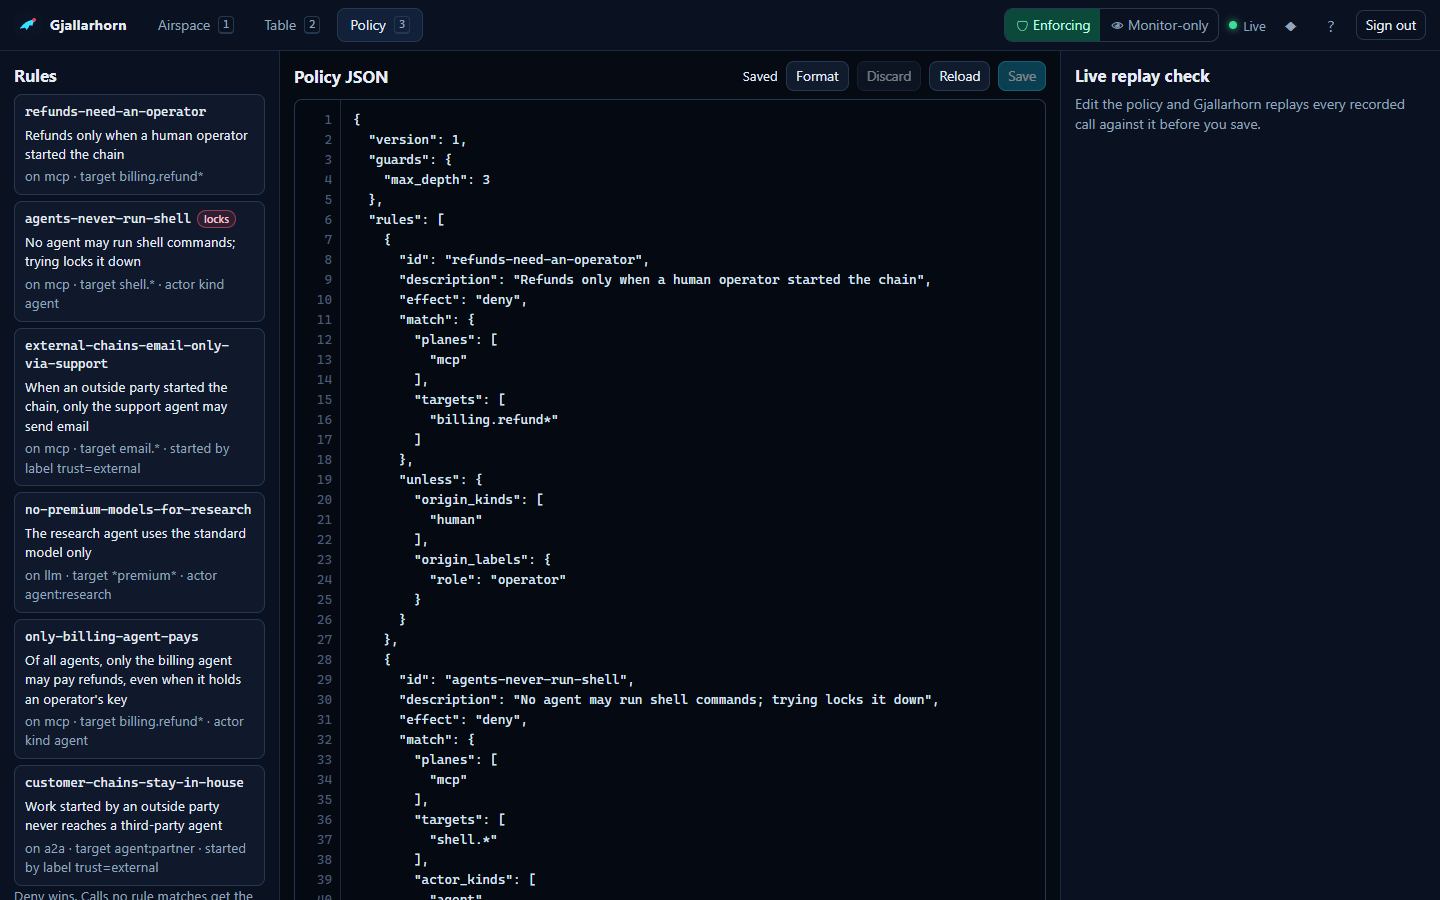 Gjallarhorn
Airspace 1
Table 2
Policy 3
Enforcing
Monitor-only
Live
?
Sign out
Rules
refunds-need-an-operator
Refunds only when a human operator
started the chain
on mcp · target billing.refund*
agents-never-run-shell locks
No agent may run shell commands;
trying locks it down
on mcp · target shell.* · actor kind
agent
external-chains-email-only-
via-support
When an outside party started the
chain, only the support agent may
send email
on mcp · target email.* · started by
label trust=external
no-premium-models-for-research
The research agent uses the standard
model only
on llm · target *premium* · actor
agent:research
only-billing-agent-pays
Of all agents, only the billing agent
may pay refunds, even when it holds
an operator's key
on mcp · target billing.refund* · actor
kind agent
customer-chains-stay-in-house
Work started by an outside party
never reaches a third-party agent
on a2a · target agent:partner · started
by label trust=external
Deny wins. Calls no rule matches get the
Policy JSON
Saved
Format
Discard
Reload
Save
1 {
2 "version": 1,
3 "guards": {
4 "max_depth": 3
5 },
6 "rules": [
7 {
8 "id": "refunds-need-an-operator",
9 "description": "Refunds only when a human operator started the chain",
10 "effect": "deny",
11 "match": {
12 "planes": [
13 "mcp"
14 ],
15 "targets": [
16 "billing.refund*"
17 ]
18 },
19 "unless": {
20 "origin_kinds": [
21 "human"
22 ],
23 "origin_labels": {
24 "role": "operator"
25 }
26 }
27 },
28 {
29 "id": "agents-never-run-shell",
30 "description": "No agent may run shell commands; trying locks it down",
31 "effect": "deny",
32 "match": {
33 "planes": [
34 "mcp"
35 ],
36 "targets": [
37 "shell.*"
38 ],
39 "actor_kinds": [
40 "agent"
Live replay check
Edit the policy and Gjallarhorn replays every recorded
call against it before you save.